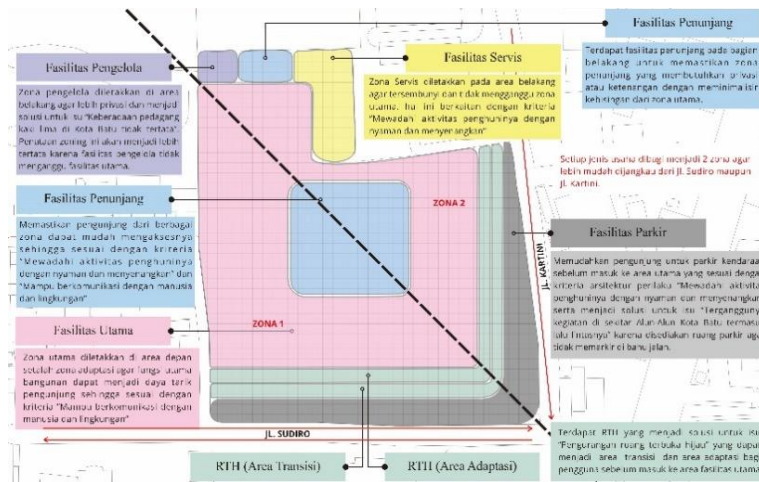 Fasilitas Penunjang
Terdapat fasilitas penunjang pada bagian
belakang untuk memastikan zona
penunjang yang membutuhkan privasi
atau ketenangan dengan meminimalisir
kebisingan dari zona utama.
Fasilitas Pengelola
Zona pengelola diletakkan di area
belakang agar lebih privasi dan menjadi
solusi untuk isu "Keberadaan pedagang
kaki lima di Kota Batu tidak tertata".
Penataan zoning ini akan menjadi lebih
tertata karena fasilitas pengelola tidak
mengganggu fasilitas utama.
Fasilitas Servis
Zona Servis diletakkan pada area belakang
agar tersembunyi dan tidak mengganggu zona
utama. Isu ini berkaitan dengan kriteria
"Mewadahi aktivitas penghuninya dengan
nyaman dan menyenangkan"
Setiap jenis usaha dibagi menjadi 2 zona agar
lebih mudah dijangkau dari Jl. Sudiro maupun
Jl. Kartini.
Fasilitas Penunjang
Memastikan pengunjung dari berbagai
zona dapat mudah mengaksesnya
sehingga sesuai dengan kriteria
"Mewadahi aktivitas penghuninya
dengan nyaman dan menyenangkan" dan
"Mampu berkomunikasi dengan manusia
dan lingkungan"
ZONA 2
Fasilitas Parkir
Memudahkan pengunjung untuk parkir kendaraa
sebelum masuk ke area utama yang sesuai denga
kriteria arsitektur perilaku "Mewadahi aktivita
penghuninya dengan nyaman dan menyenangkan
serta menjadi solusi untuk isu "Tergangguny
kegiatan di sekitar Alun-Alun Kota Batu termasu
lalu lintasnya" karena disediakan ruang parkir aga
tidak memarkir di bahu jalan.
JL. KARTINI
Fasilitas Utama
Zona utama diletakkan di area depan
setelah zona adaptasi agar fungsi utama
bangunan dapat menjadi daya tarik
pengunjung sehingga sesuai dengan
kriteria "Mampu berkomunikasi dengan
manusia dan lingkungan"
ZONA 1
JL. SUDIRO
RTH (Area Transisi)
RTH (Area Adaptasi)
Terdapat RTH yang menjadi solusi untuk isu
"Pengurangan ruang terbuka hijau" yang dapa
menjadi area transisi dan area adaptasi bag
pengguna sebelum masuk ke area fasilitas utama